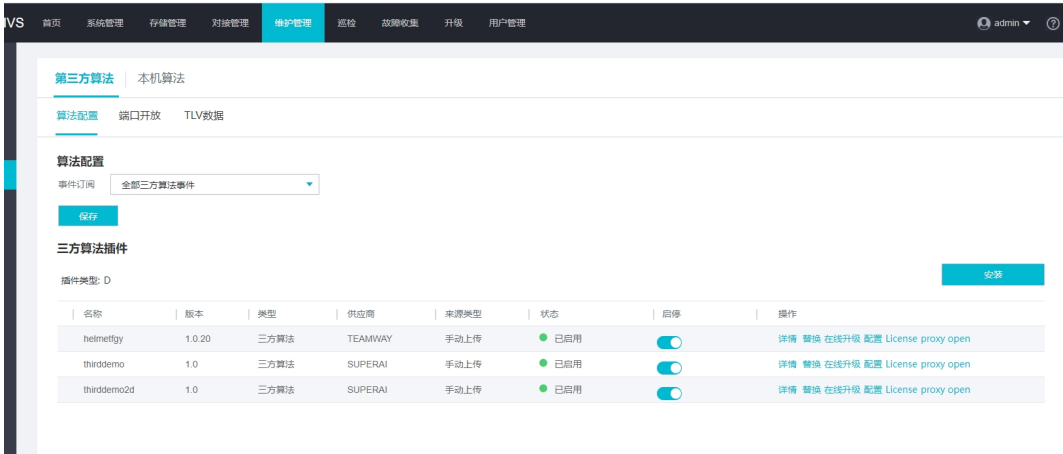 IVS 首页 系统管理 存储管理 对接管理 维护管理 巡检 故障收集 升级 用户管理 admin
第三方算法 本机算法
算法配置 端口开放 TLV数据
算法配置
事件订阅 全部三方算法事件
保存
三方算法插件
插件类型: D 安装
名称 版本 类型 供应商 来源类型 状态 启停 操作
helmetfgy 1.0.20 三方算法 TEAMWAY 手动上传 已启用 详情 替换 在线升级 配置 License proxy open
thirddemo 1.0 三方算法 SUPERAI 手动上传 已启用 详情 替换 在线升级 配置 License proxy open
thirddemo2d 1.0 三方算法 SUPERAI 手动上传 已启用 详情 替换 在线升级 配置 License proxy open